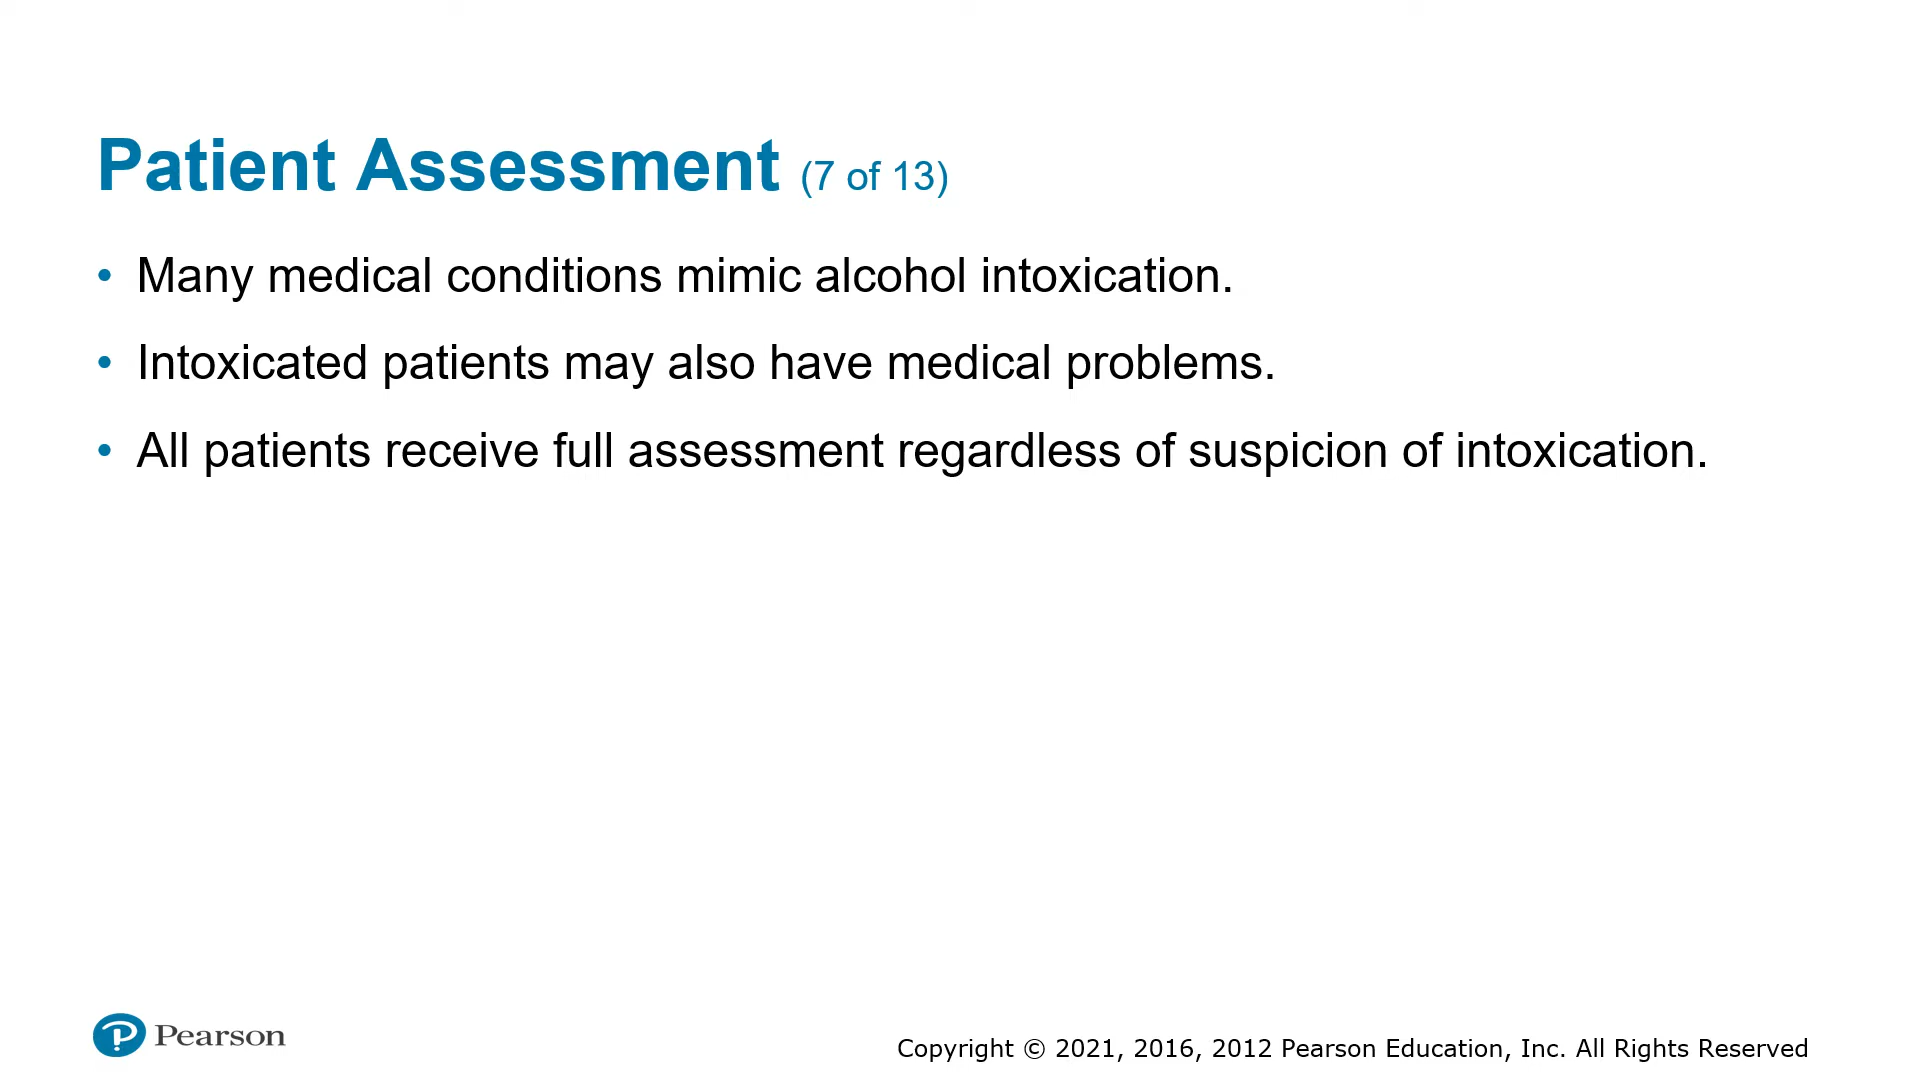 Patient Assessment (7 of 13)
• Many medical conditions mimic alcohol intoxication.
• Intoxicated patients may also have medical problems.
• All patients receive full assessment regardless of suspicion of intoxication.
Pearson
Copyright © 2021, 2016, 2012 Pearson Education, Inc. All Rights Reserved